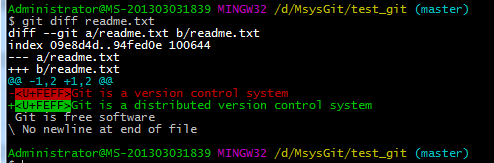 Administrator@MS-201303031839 MINGW32 /d/MsysGit/test_git (master)
$ git diff readme.txt
diff --git a/readme.txt b/readme.txt
index 09e8d4d..94fed0e 100644
--- a/readme.txt
+++ b/readme.txt
@@ -1,2 +1,2 @@
-<U+FEFF>Git is a version control system
+<U+FEFF>Git is a distributed version control system
 Git is free software
\ No newline at end of file
Administrator@MS-201303031839 MINGW32 /d/MsysGit/test_git (master)